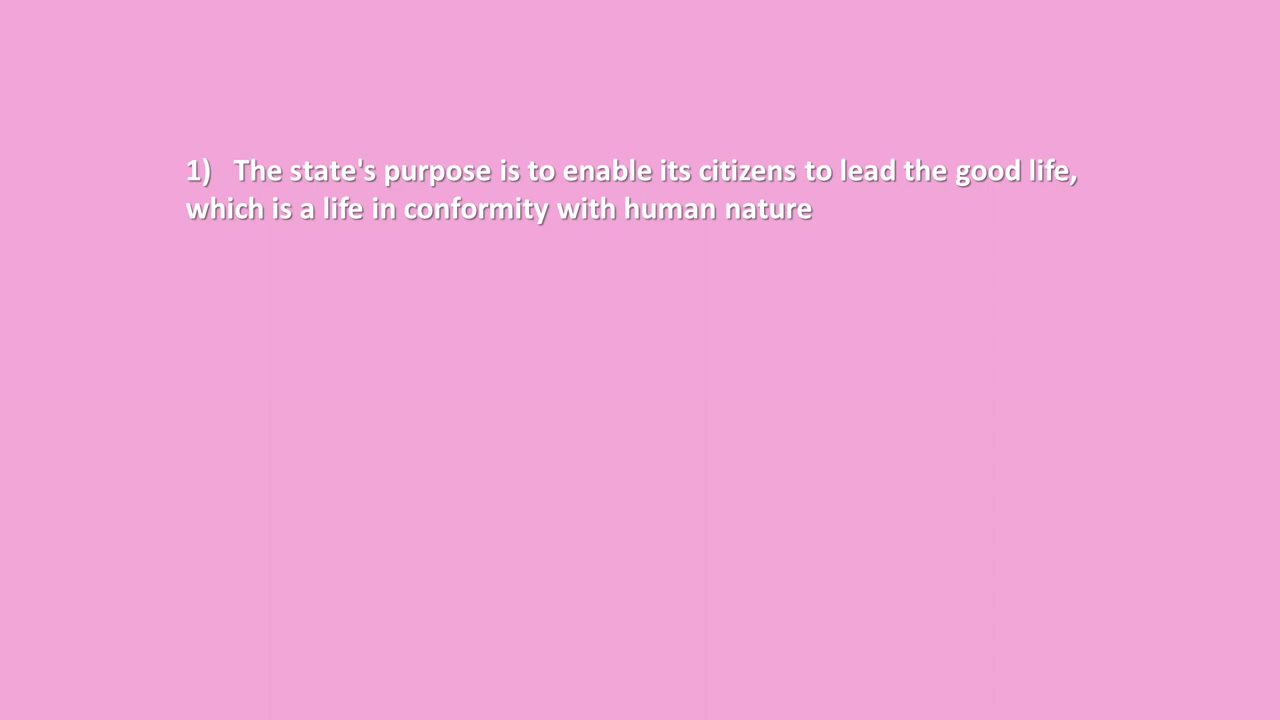 1)   The state's purpose is to enable its citizens to lead the good life,
which is a life in conformity with human nature